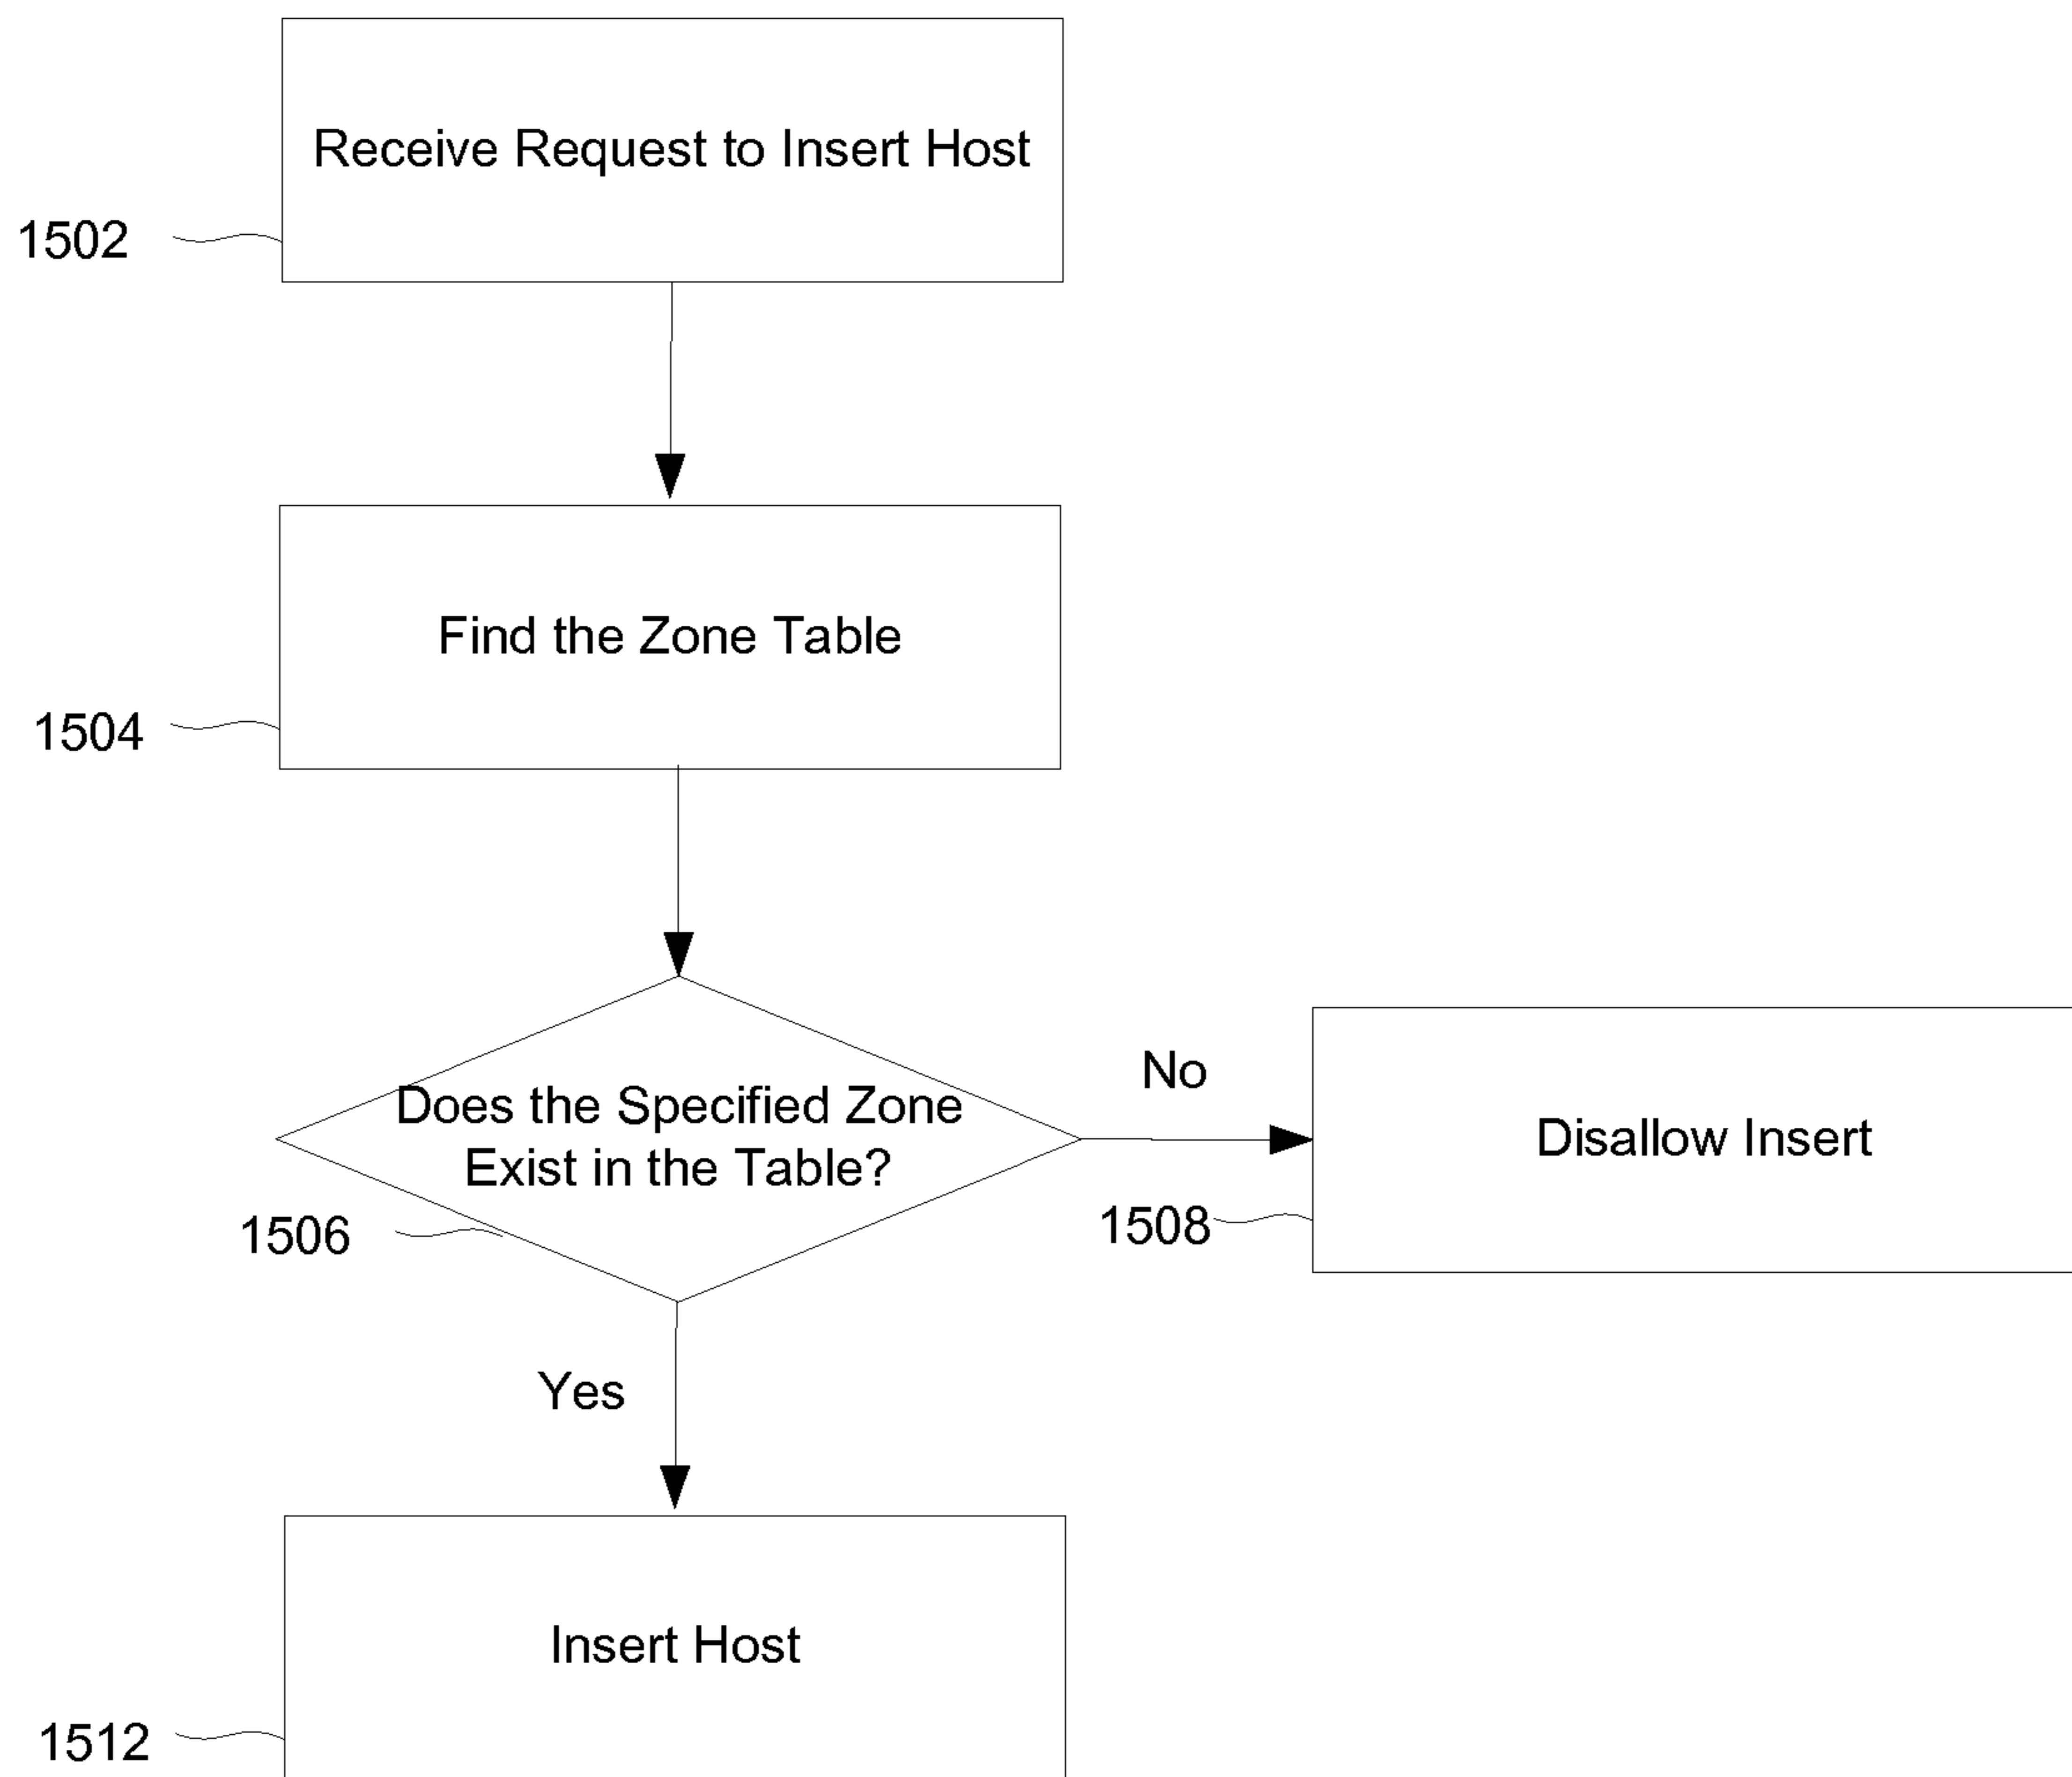 Receive Request to Insert Host
1502
Find the Zone Table
1504
Does the Specified Zone
Exist in the Table?
1506
No
Disallow Insert
1508
Yes
Insert Host
1512